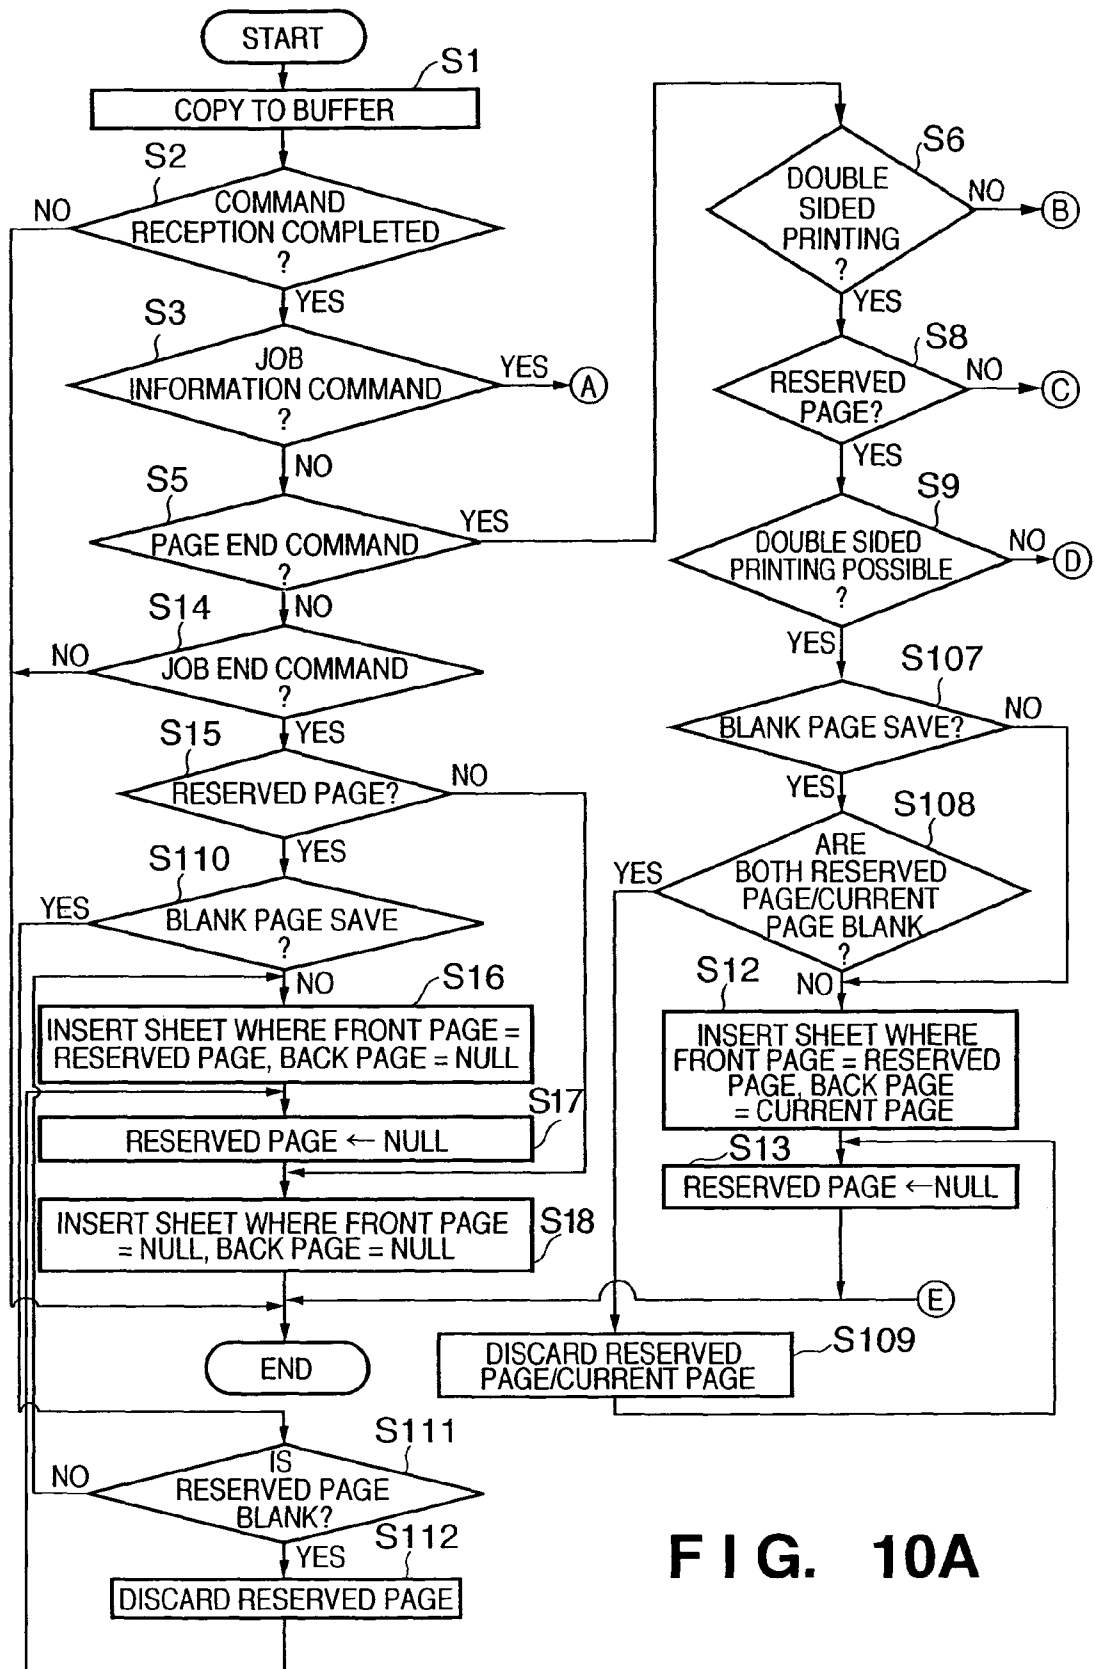 START
S1
COPY TO BUFFER
S2
COMMAND
RECEPTION COMPLETED
?
NO
YES
S3
JOB
INFORMATION COMMAND
?
YES
A
NO
S5
PAGE END COMMAND
?
YES
NO
S14
JOB END COMMAND
?
NO
YES
S15
RESERVED PAGE?
NO
YES
S110
BLANK PAGE SAVE
?
YES
NO
S16
INSERT SHEET WHERE FRONT PAGE =
RESERVED PAGE, BACK PAGE = NULL
S17
RESERVED PAGE ← NULL
S18
INSERT SHEET WHERE FRONT PAGE
= NULL, BACK PAGE = NULL
END
S111
IS
RESERVED PAGE
BLANK?
NO
YES
S112
DISCARD RESERVED PAGE
S6
DOUBLE
SIDED
PRINTING
?
NO
B
YES
S8
RESERVED
PAGE?
NO
C
YES
S9
DOUBLE SIDED
PRINTING POSSIBLE
?
NO
D
YES
S107
BLANK PAGE SAVE?
NO
YES
S108
ARE
BOTH RESERVED
PAGE/CURRENT
PAGE BLANK
?
YES
NO
S12
INSERT SHEET WHERE
FRONT PAGE = RESERVED
PAGE, BACK PAGE
= CURRENT PAGE
S13
RESERVED PAGE ←NULL
E
S109
DISCARD RESERVED
PAGE/CURRENT PAGE
FIG. 10A